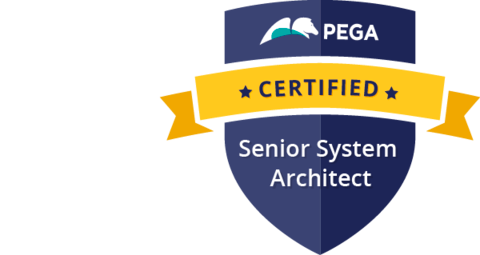 PEGA
CERTIFIED
Senior System
Architect